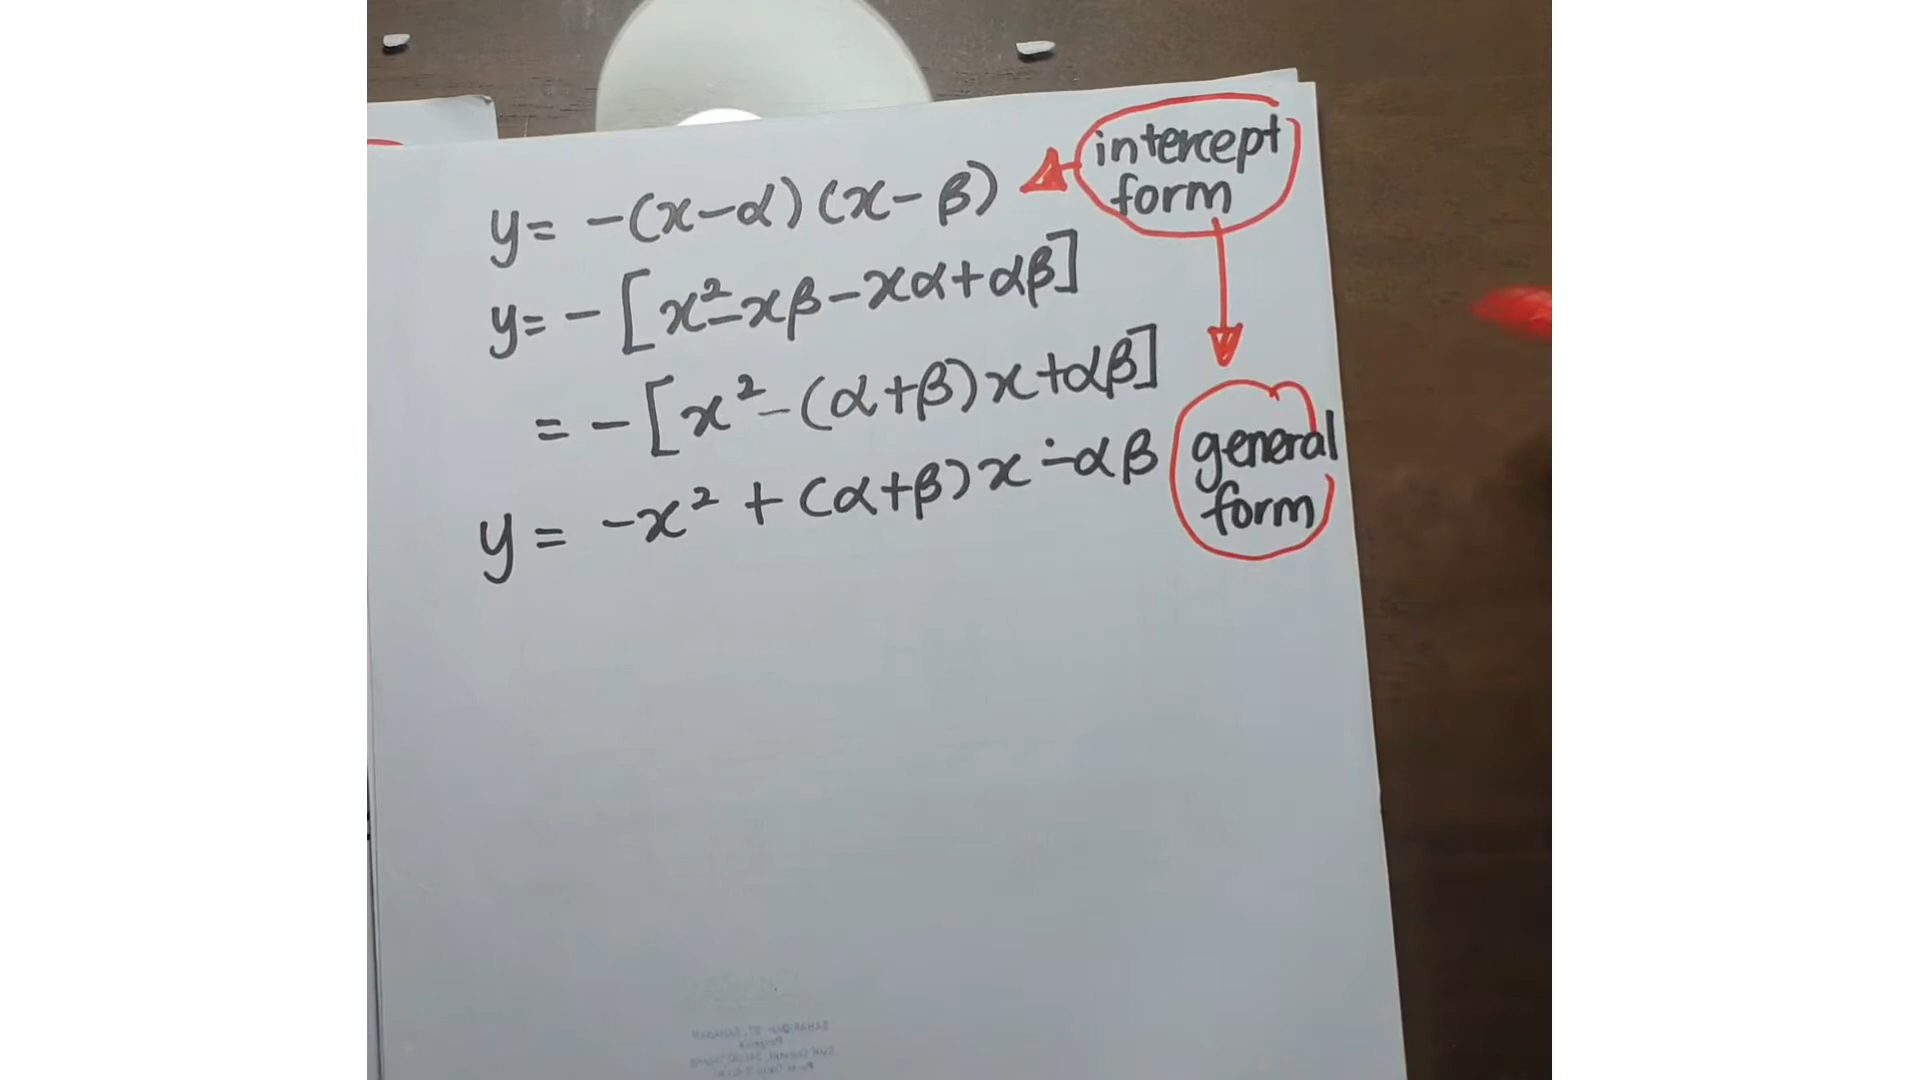 y = -(x-α)(x-β)
intercept
form
y = -[x²-xβ-xα+αβ]
= -[x²-(α+β)x+αβ]
y = -x²+(α+β)x-αβ
general
form